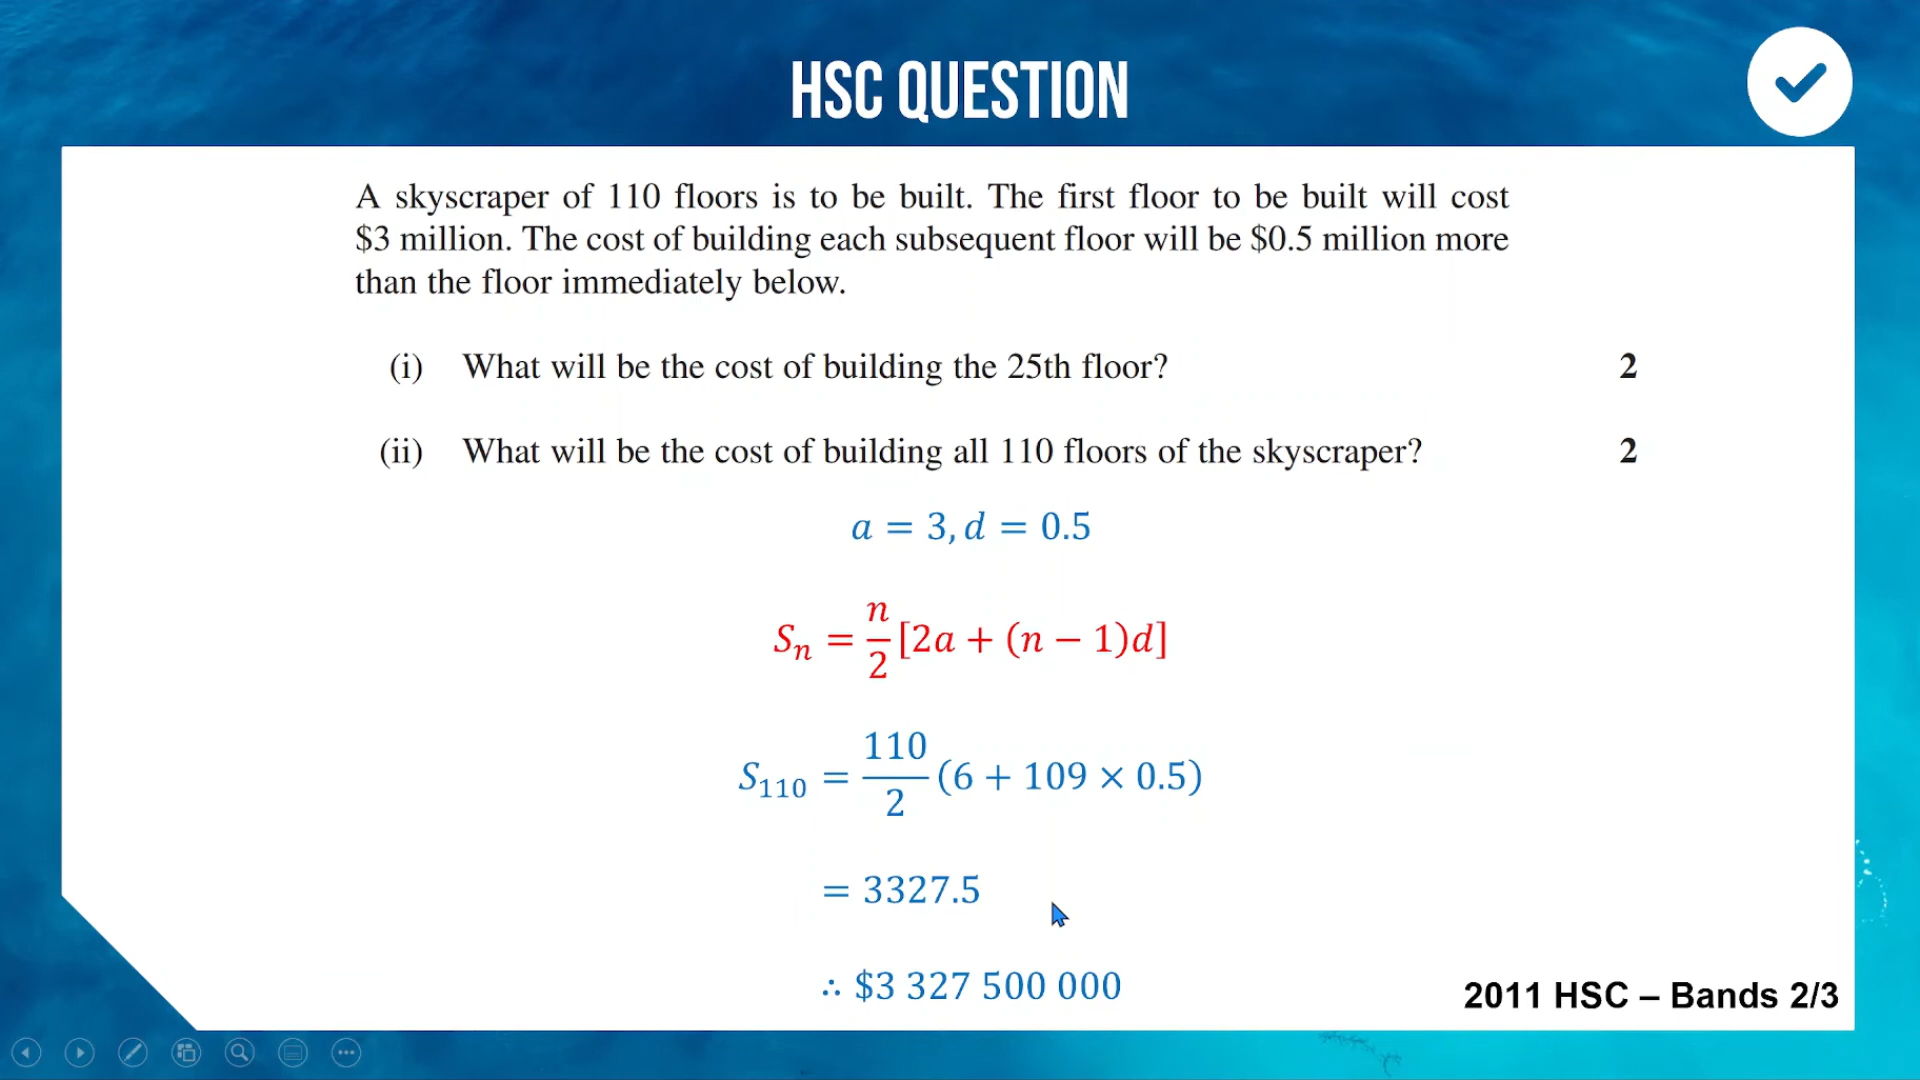 HSC QUESTION
A skyscraper of 110 floors is to be built. The first floor to be built will cost
$3 million. The cost of building each subsequent floor will be $0.5 million more
than the floor immediately below.
(i) What will be the cost of building the 25th floor? 2
(ii) What will be the cost of building all 110 floors of the skyscraper? 2
a = 3, d = 0.5
Sₙ = n/2 [2a + (n − 1)d]
S₁₁₀ = 110/2 (6 + 109 × 0.5)
= 3327.5
∴ $3 327 500 000
2011 HSC – Bands 2/3